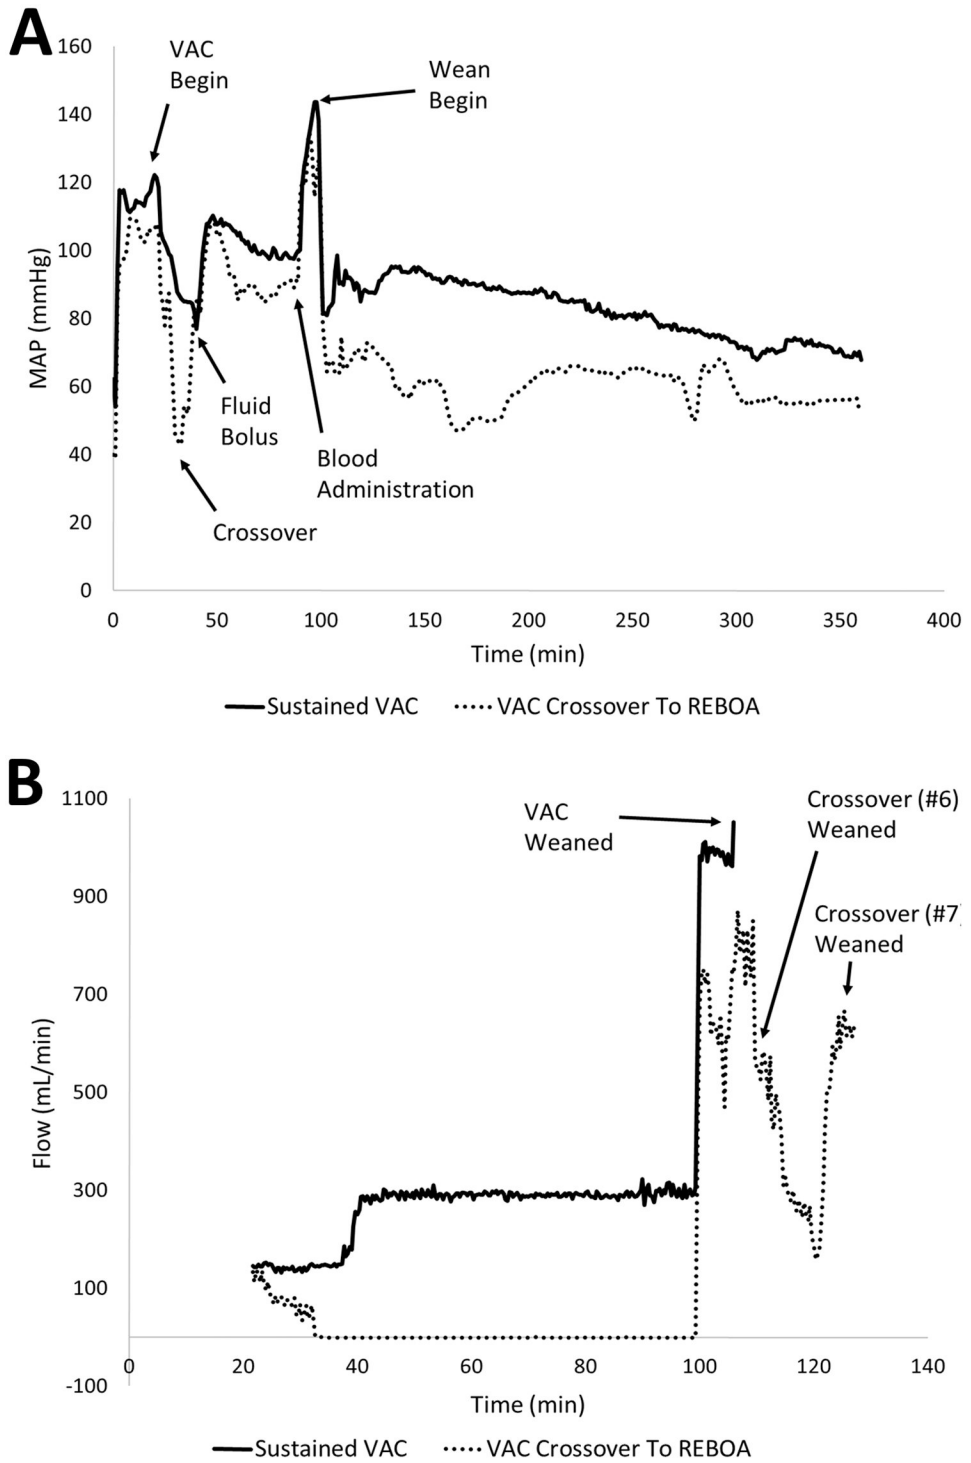 A
160
140
120
100
80
60
40
20
0
MAP (mmHg)
VAC
Begin
Wean
Begin
Fluid
Bolus
Blood
Administration
Crossover
0 50 100 150 200 250 300 350 400
Time (min)
Sustained VAC VAC Crossover To REBOA
B
1100
900
700
500
300
100
-100
Flow (mL/min)
VAC
Weaned
Crossover (#6)
Weaned
Crossover (#7)
Weaned
0 20 40 60 80 100 120 140
Time (min)
Sustained VAC VAC Crossover To REBOA